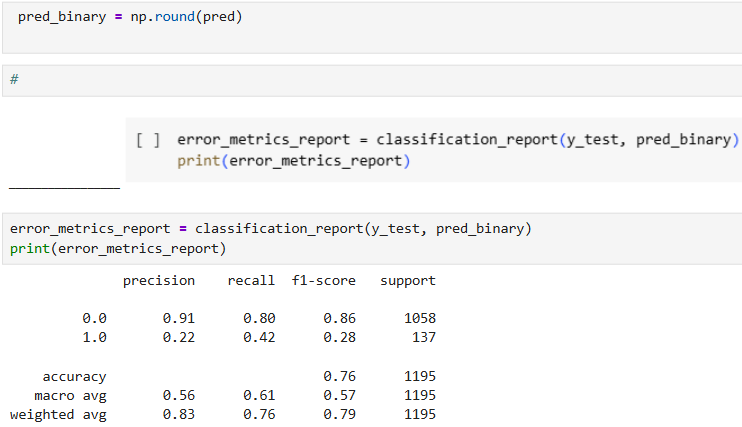 pred_binary = np.round(pred)
#
[ ] error_metrics_report = classification_report(y_test, pred_binary)
print(error_metrics_report)
error_metrics_report = classification_report(y_test, pred_binary)
print(error_metrics_report)
precision recall f1-score support
0.0 0.91 0.80 0.86 1058
1.0 0.22 0.42 0.28 137
accuracy 0.76 1195
macro avg 0.56 0.61 0.57 1195
weighted avg 0.83 0.76 0.79 1195